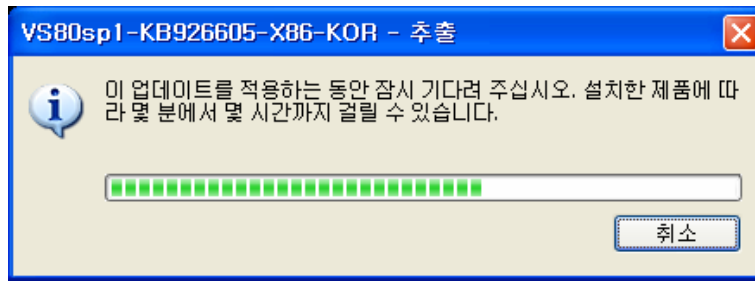 VS80sp1-KB926605-X86-KOR - 추출
이 업데이트를 적용하는 동안 잠시 기다려 주십시오. 설치한 제품에 따
라 몇 분에서 몇 시간까지 걸릴 수 있습니다.
취소